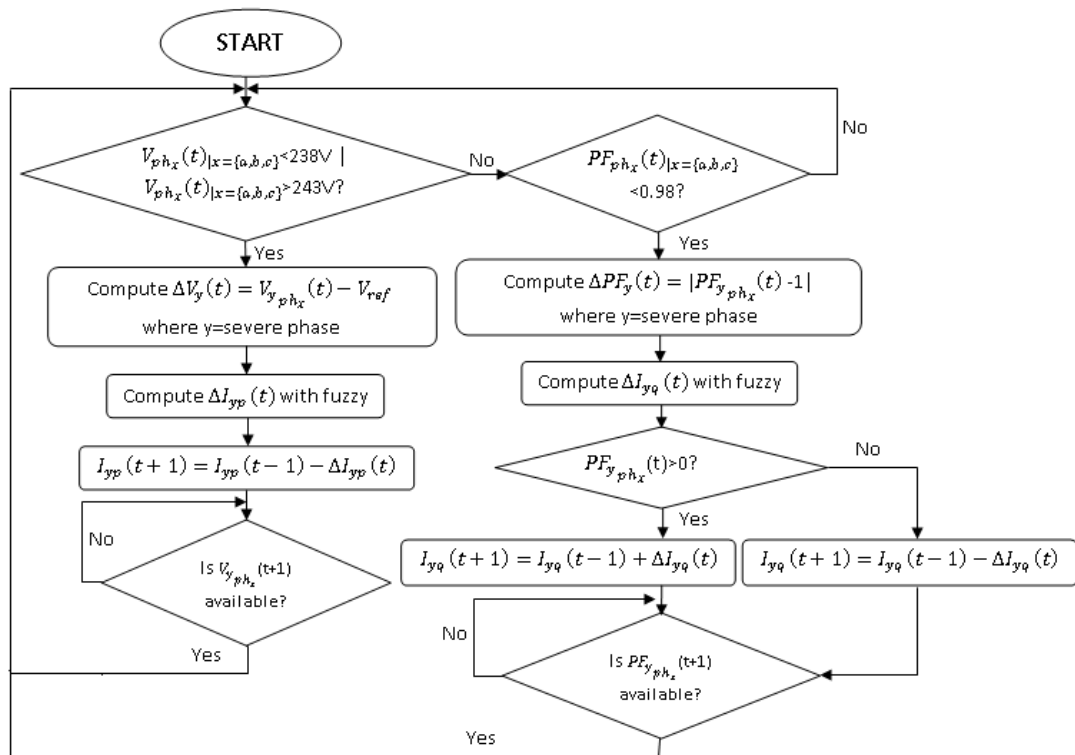 START
V_{ph_x}(t)_{|x={a,b,c}}<238V |
V_{ph_x}(t)_{|x={a,b,c}}>243V?
No
PF_{ph_x}(t)_{|x={a,b,c}}
<0.98?
No
Yes
Yes
Compute ΔV_y(t) = V_{y_{ph_x}}(t) − V_{ref}
where y=severe phase
Compute ΔPF_y(t) = |PF_{y_{ph_x}}(t) -1|
where y=severe phase
Compute ΔI_{yp}(t) with fuzzy
Compute ΔI_{yQ}(t) with fuzzy
I_{yp}(t+1) = I_{yp}(t−1) − ΔI_{yp}(t)
PF_{y_{ph_x}}(t)>0?
No
Yes
No
Is V_{y_{ph_x}}(t+1)
available?
Yes
I_{yQ}(t+1) = I_{yQ}(t−1) + ΔI_{yQ}(t)
I_{yQ}(t+1) = I_{yQ}(t−1) − ΔI_{yQ}(t)
No
Is PF_{y_{ph_x}}(t+1)
available?
Yes